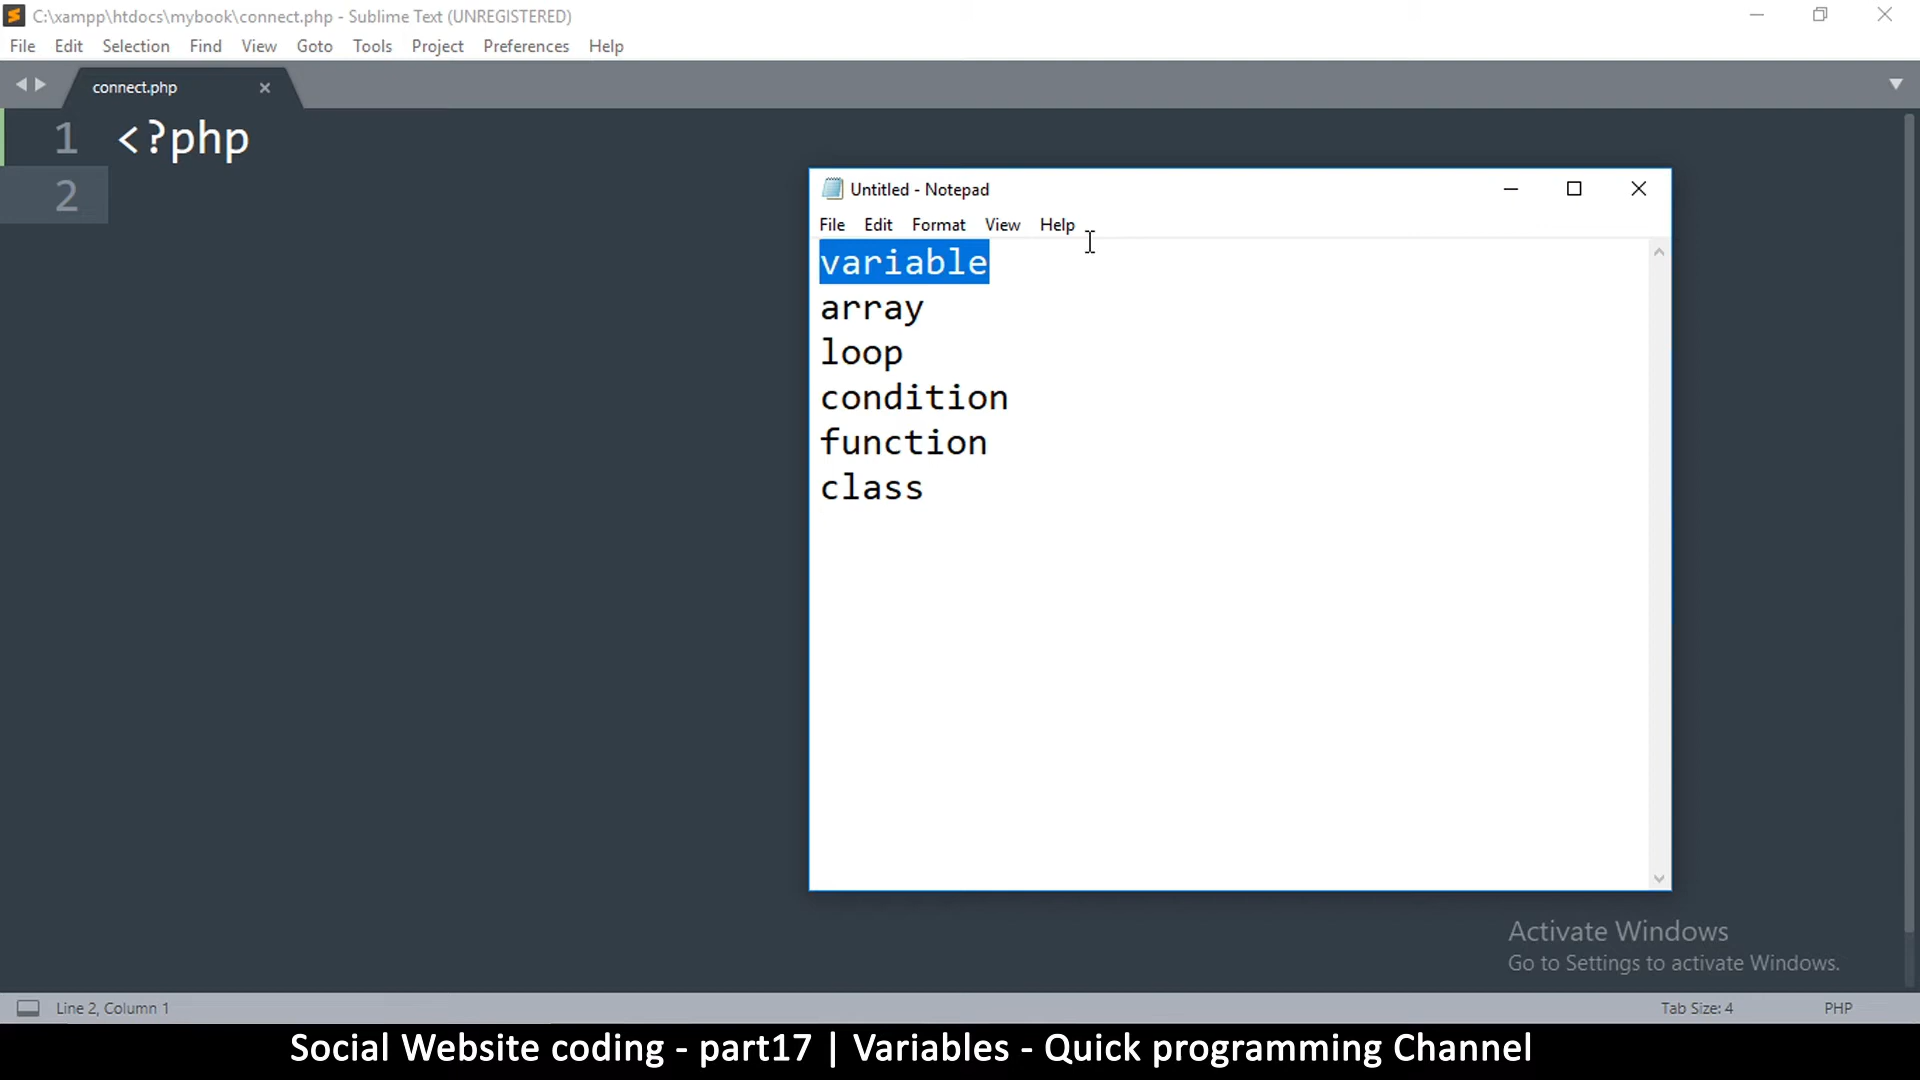 C:\xampp\htdocs\mybook\connect.php - Sublime Text (UNREGISTERED)
File Edit Selection Find View Goto Tools Project Preferences Help
connect.php
1 <?php
2
Untitled - Notepad
File Edit Format View Help
variable
array
loop
condition
function
class
Activate Windows
Go to Settings to activate Windows.
Line 2, Column 1
Tab Size: 4
PHP
Social Website coding - part17 | Variables - Quick programming Channel